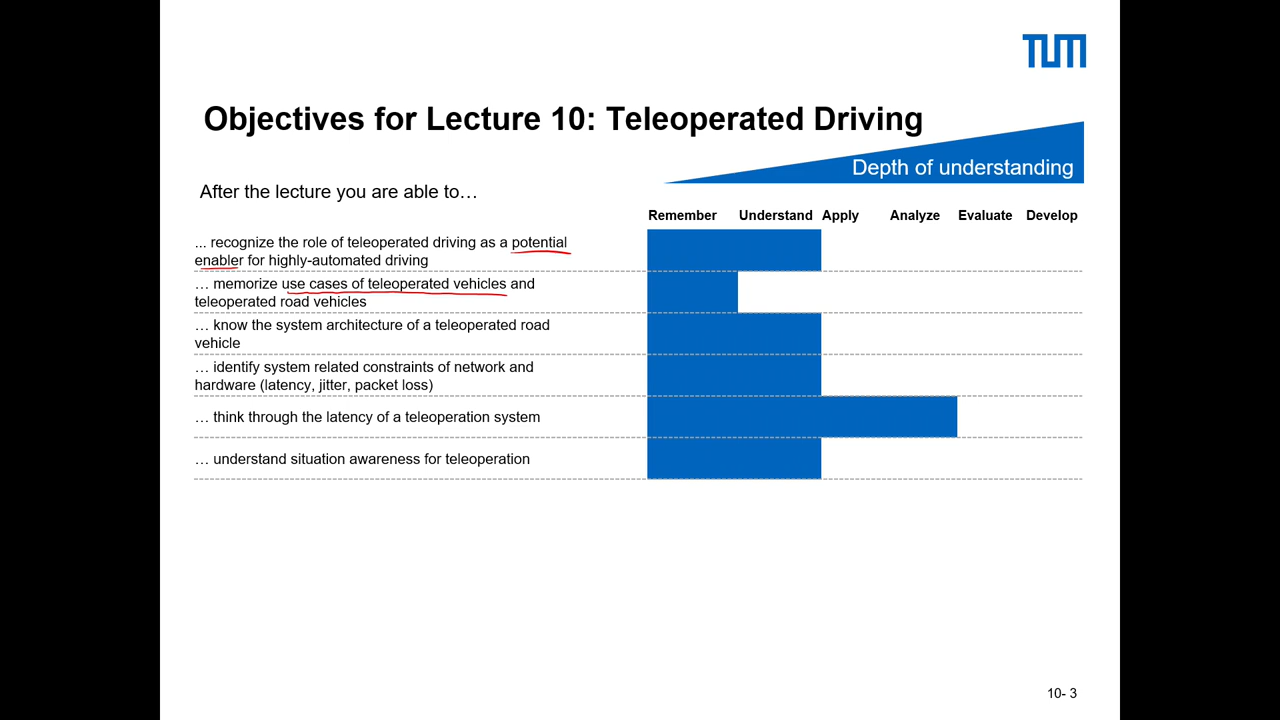 TUM
Objectives for Lecture 10: Teleoperated Driving
Depth of understanding
After the lecture you are able to…
Remember Understand Apply Analyze Evaluate Develop
... recognize the role of teleoperated driving as a potential
enabler for highly-automated driving
… memorize use cases of teleoperated vehicles and
teleoperated road vehicles
… know the system architecture of a teleoperated road
vehicle
… identify system related constraints of network and
hardware (latency, jitter, packet loss)
… think through the latency of a teleoperation system
… understand situation awareness for teleoperation
10- 3